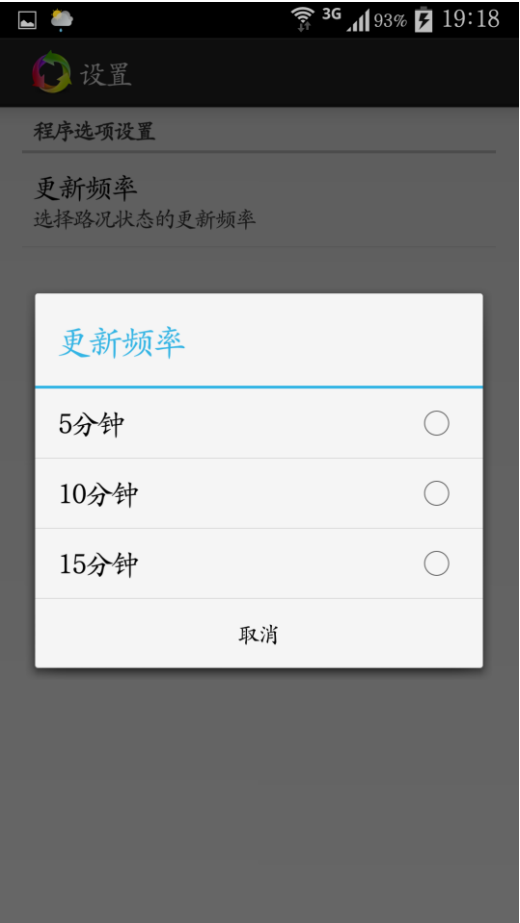 3G 93% 19:18
设置
程序选项设置
更新频率
选择路况状态的更新频率
更新频率
5分钟
10分钟
15分钟
取消